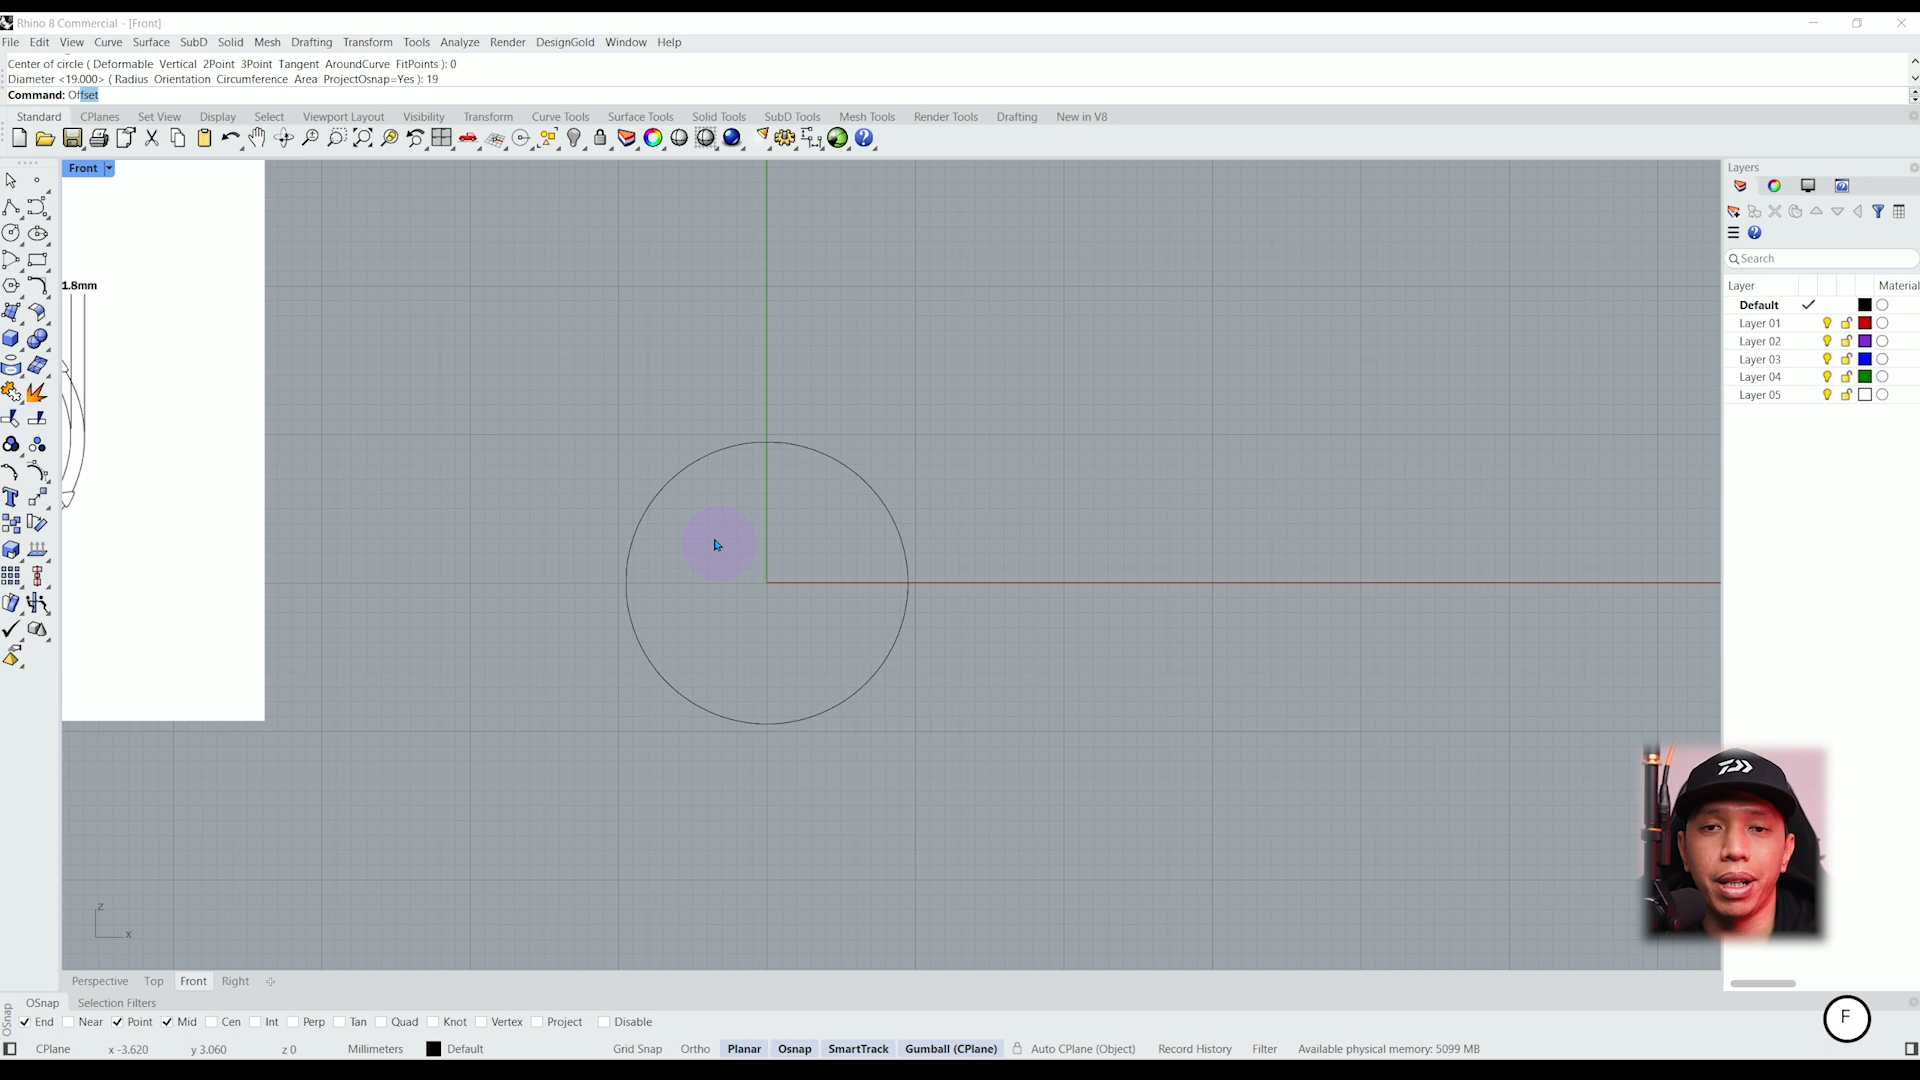 Rhino 8 Commercial - [Front]
File Edit View Curve Surface SubD Solid Mesh Drafting Transform Tools Analyze Render DesignGold Window Help
Center of circle ( Deformable Vertical 2Point 3Point Tangent AroundCurve FitPoints ): 0
Diameter <19.000> ( Radius Orientation Circumference Area ProjectOsnap=Yes ): 19
Command: Offset
Standard CPlanes Set View Display Select Viewport Layout Visibility Transform Curve Tools Surface Tools Solid Tools SubD Tools Mesh Tools Render Tools Drafting New in V8
Front
Layers
Search
1.8mm
Layer Material
Default
Layer 01
Layer 02
Layer 03
Layer 04
Layer 05
z
x
Perspective Top Front Right
OSnap Selection Filters
OSnap
End Near Point Mid Cen Int Perp Tan Quad Knot Vertex Project Disable
F
CPlane x -3.620 y 3.060 z 0 Millimeters Default Grid Snap Ortho Planar Osnap SmartTrack Gumball (CPlane) Auto CPlane (Object) Record History Filter Available physical memory: 5099 MB